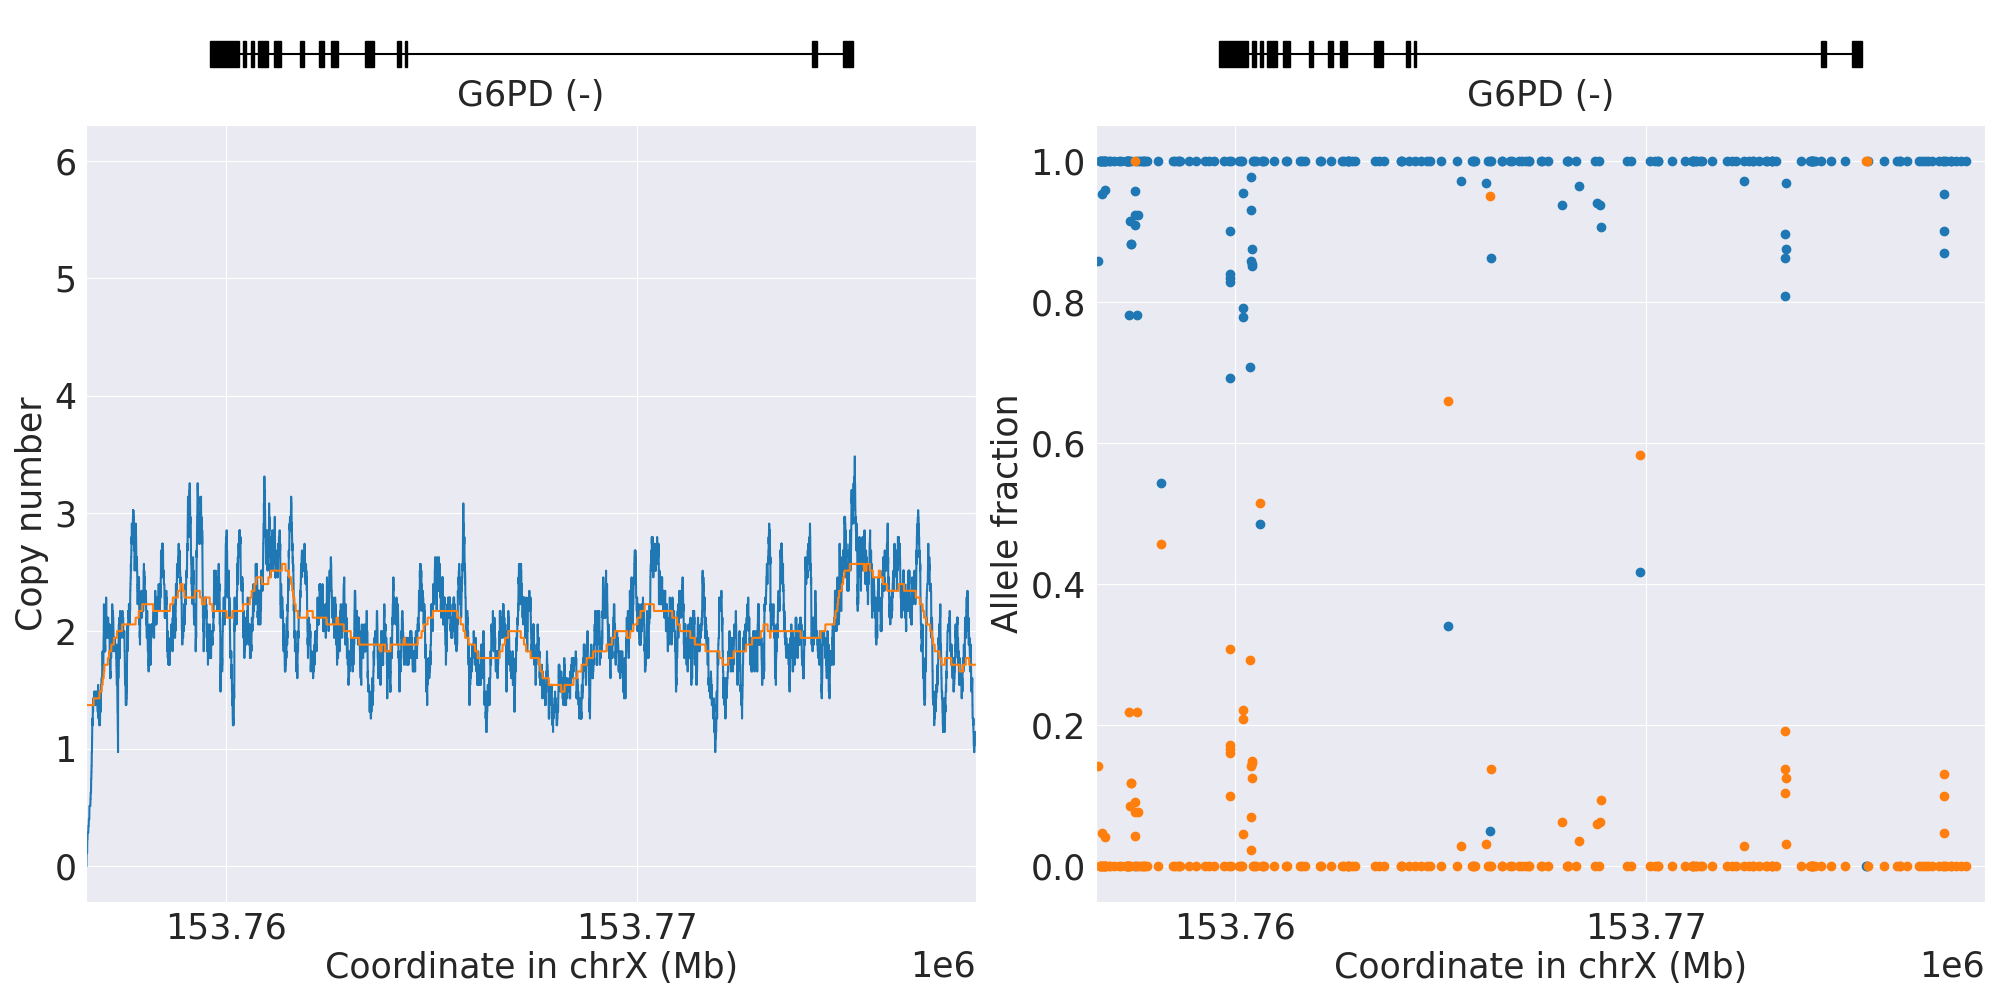 G6PD (-)
6
5
4
3
2
1
0
Copy number
153.76
153.77
Coordinate in chrX (Mb)
1e6
G6PD (-)
1.0
0.8
0.6
0.4
0.2
0.0
Allele fraction
153.76
153.77
Coordinate in chrX (Mb)
1e6